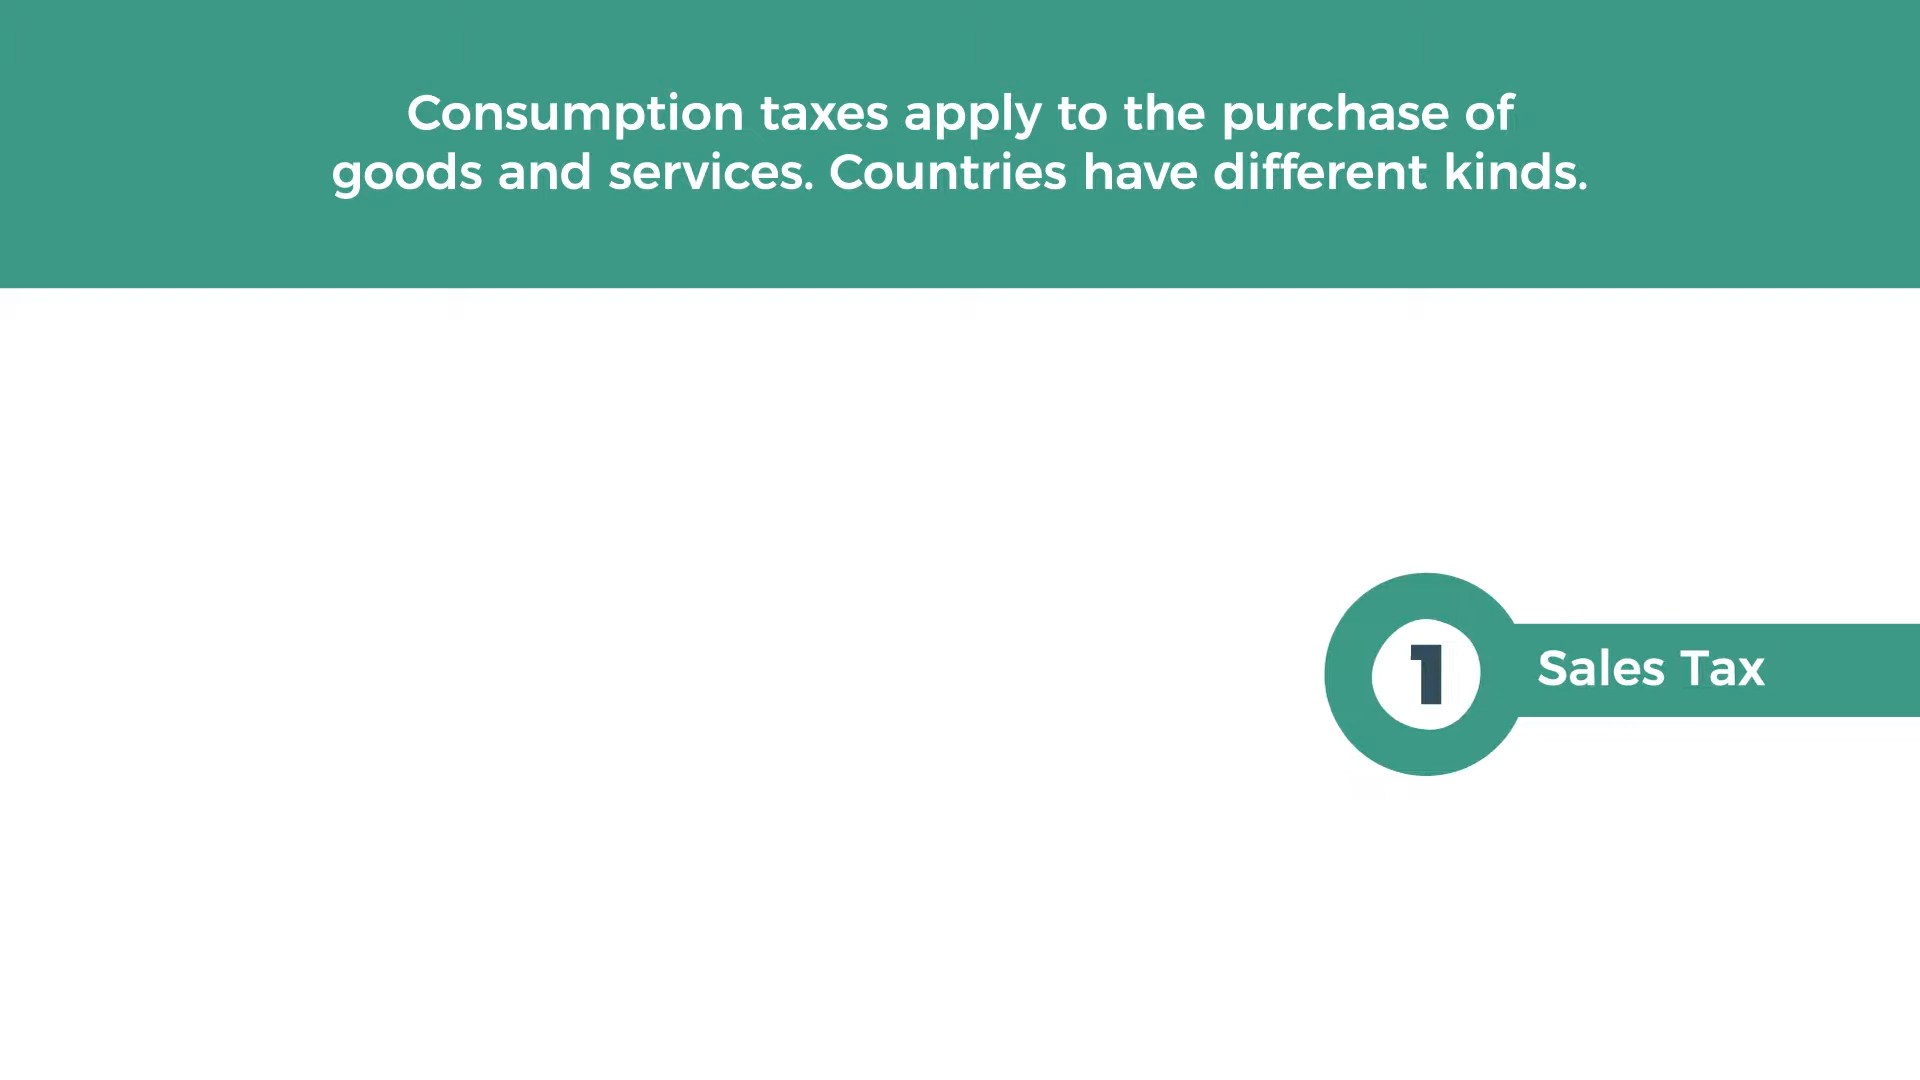 Consumption taxes apply to the purchase of
goods and services. Countries have different kinds.
1
Sales Tax